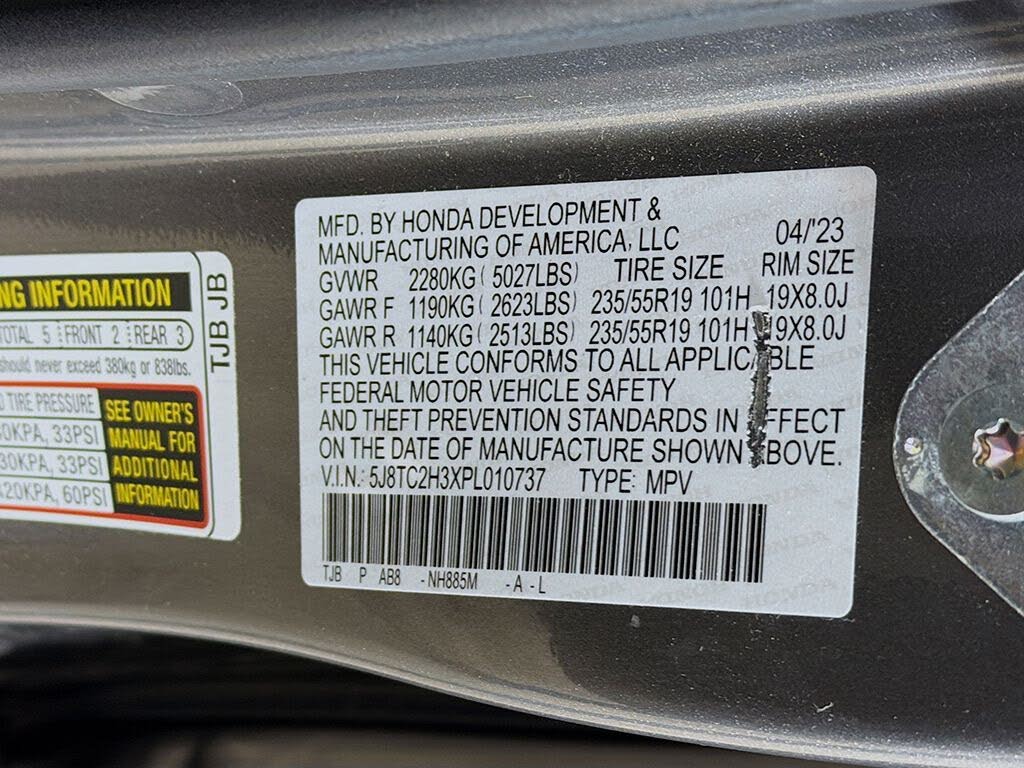 NG INFORMATION
TOTAL 5 FRONT 2 REAR 3
should never exceed 380kg or 838lbs.
TIRE PRESSURE
0KPA, 33PSI
30KPA, 33PSI
420KPA, 60PSI
SEE OWNER'S
MANUAL FOR
ADDITIONAL
INFORMATION
TJB JB
MFD. BY HONDA DEVELOPMENT &
MANUFACTURING OF AMERICA, LLC 04/23
GVWR 2280KG ( 5027LBS) TIRE SIZE RIM SIZE
GAWR F 1190KG ( 2623LBS) 235/55R19 101H 19X8.0J
GAWR R 1140KG ( 2513LBS) 235/55R19 101H 19X8.0J
THIS VEHICLE CONFORMS TO ALL APPLICABLE
FEDERAL MOTOR VEHICLE SAFETY
AND THEFT PREVENTION STANDARDS IN EFFECT
ON THE DATE OF MANUFACTURE SHOWN ABOVE.
V.I.N.: 5J8TC2H3XPL010737 TYPE: MPV
TJB P AB8 - NH885M - A - L